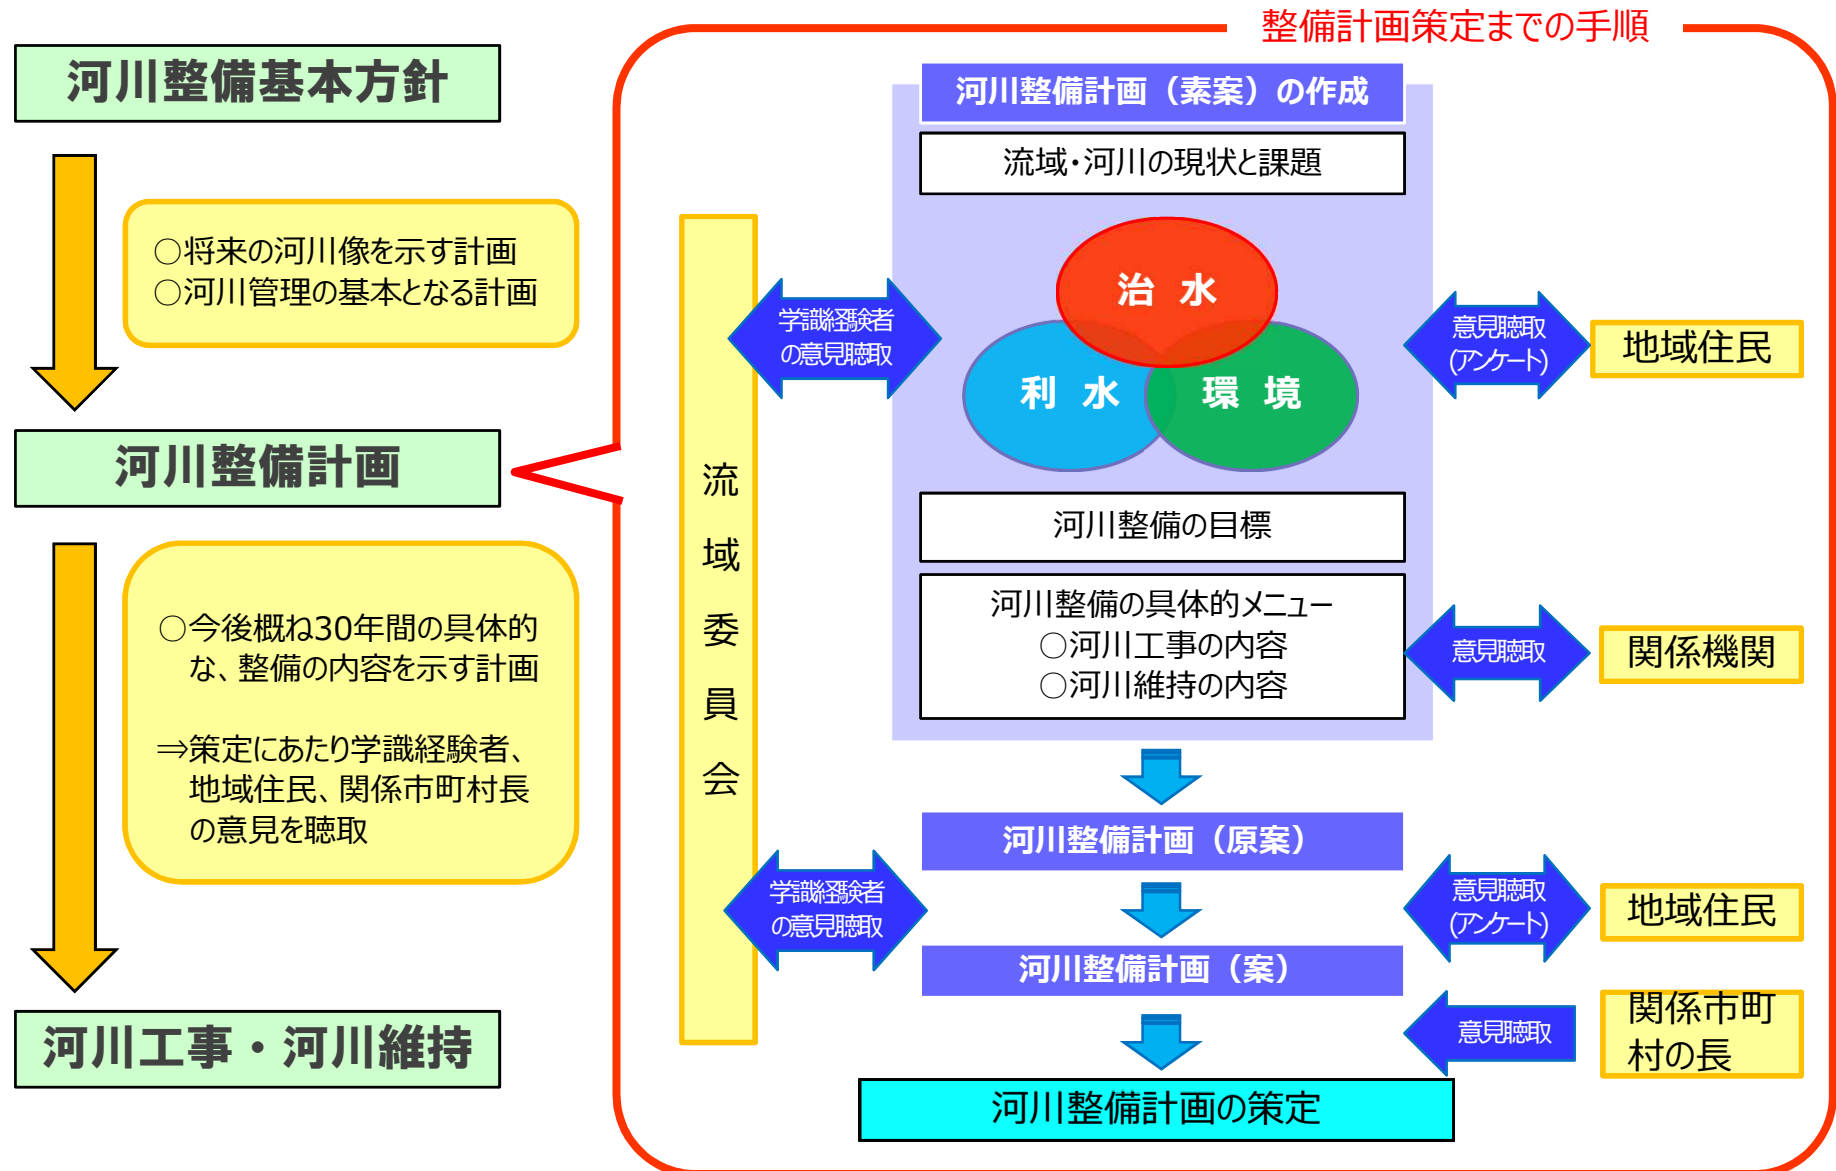 整備計画策定までの手順
河川整備基本方針
○将来の河川像を示す計画
○河川管理の基本となる計画
河川整備計画
○今後概ね30年間の具体的
な、整備の内容を示す計画
⇒策定にあたり学識経験者、
地域住民、関係市町村長
の意見を聴取
河川工事・河川維持
流域委員会
河川整備計画（素案）の作成
流域・河川の現状と課題
治 水
利 水
環 境
学識経験者
の意見聴取
意見聴取
(アンケート)
地域住民
河川整備の目標
河川整備の具体的メニュー
○河川工事の内容
○河川維持の内容
意見聴取
関係機関
河川整備計画（原案）
学識経験者
の意見聴取
意見聴取
(アンケート)
地域住民
河川整備計画（案）
意見聴取
関係市町
村の長
河川整備計画の策定